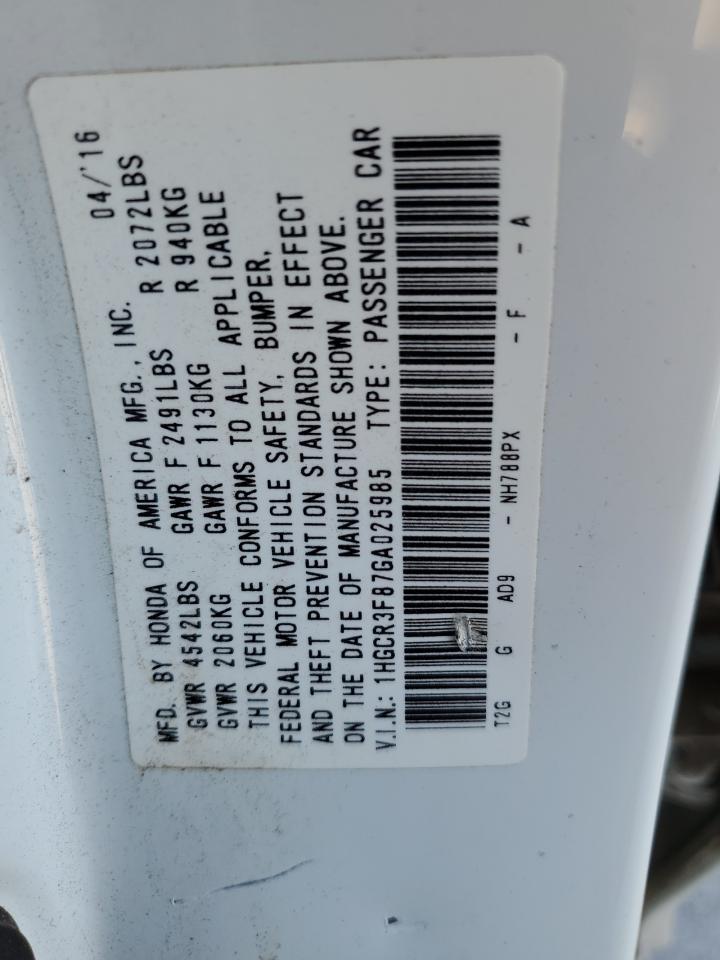 MFD. BY HONDA OF AMERICA MFG., INC. 04/'16
GVWR 4542LBS GAWR F 2491LBS R 2072LBS
GVWR 2060KG GAWR F 1130KG R 940KG
THIS VEHICLE CONFORMS TO ALL APPLICABLE
FEDERAL MOTOR VEHICLE SAFETY, BUMPER,
AND THEFT PREVENTION STANDARDS IN EFFECT
ON THE DATE OF MANUFACTURE SHOWN ABOVE.
V.I.N.: 1HGCR3F87GA025985 TYPE: PASSENGER CAR
T2G G AD9 - NH788PX - F - A